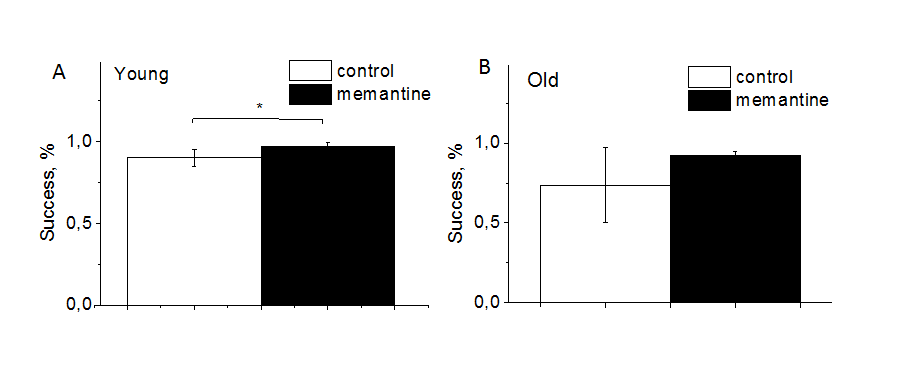 A
Young
control
memantine
*
1,0
0,5
0,0
Success, %
B
Old
control
memantine
1,0
0,5
0,0
Success, %